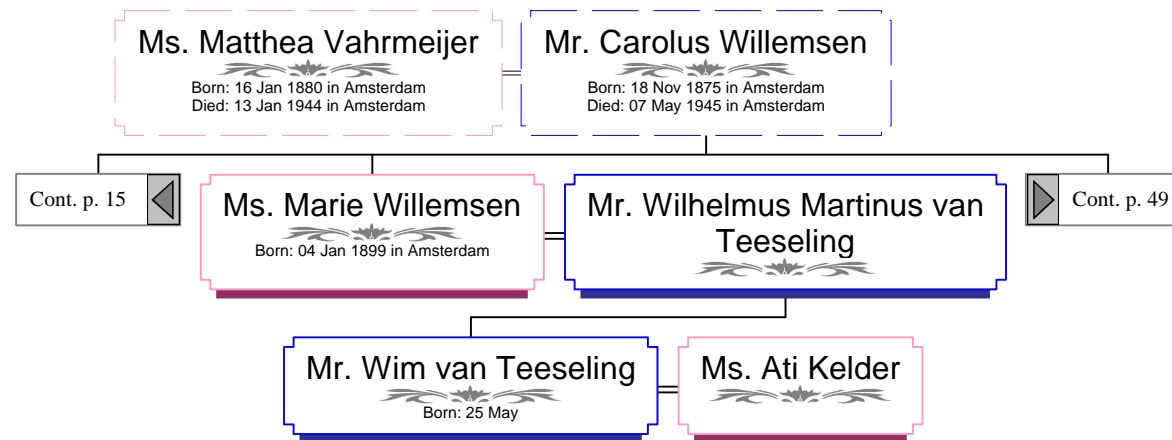 Ms. Matthea Vahrmeijer
Born: 16 Jan 1880 in Amsterdam
Died: 13 Jan 1944 in Amsterdam
Mr. Carolus Willemsen
Born: 18 Nov 1875 in Amsterdam
Died: 07 May 1945 in Amsterdam
Cont. p. 15
Ms. Marie Willemsen
Born: 04 Jan 1899 in Amsterdam
Mr. Wilhelmus Martinus van
Teeseling
Cont. p. 49
Mr. Wim van Teeseling
Born: 25 May
Ms. Ati Kelder